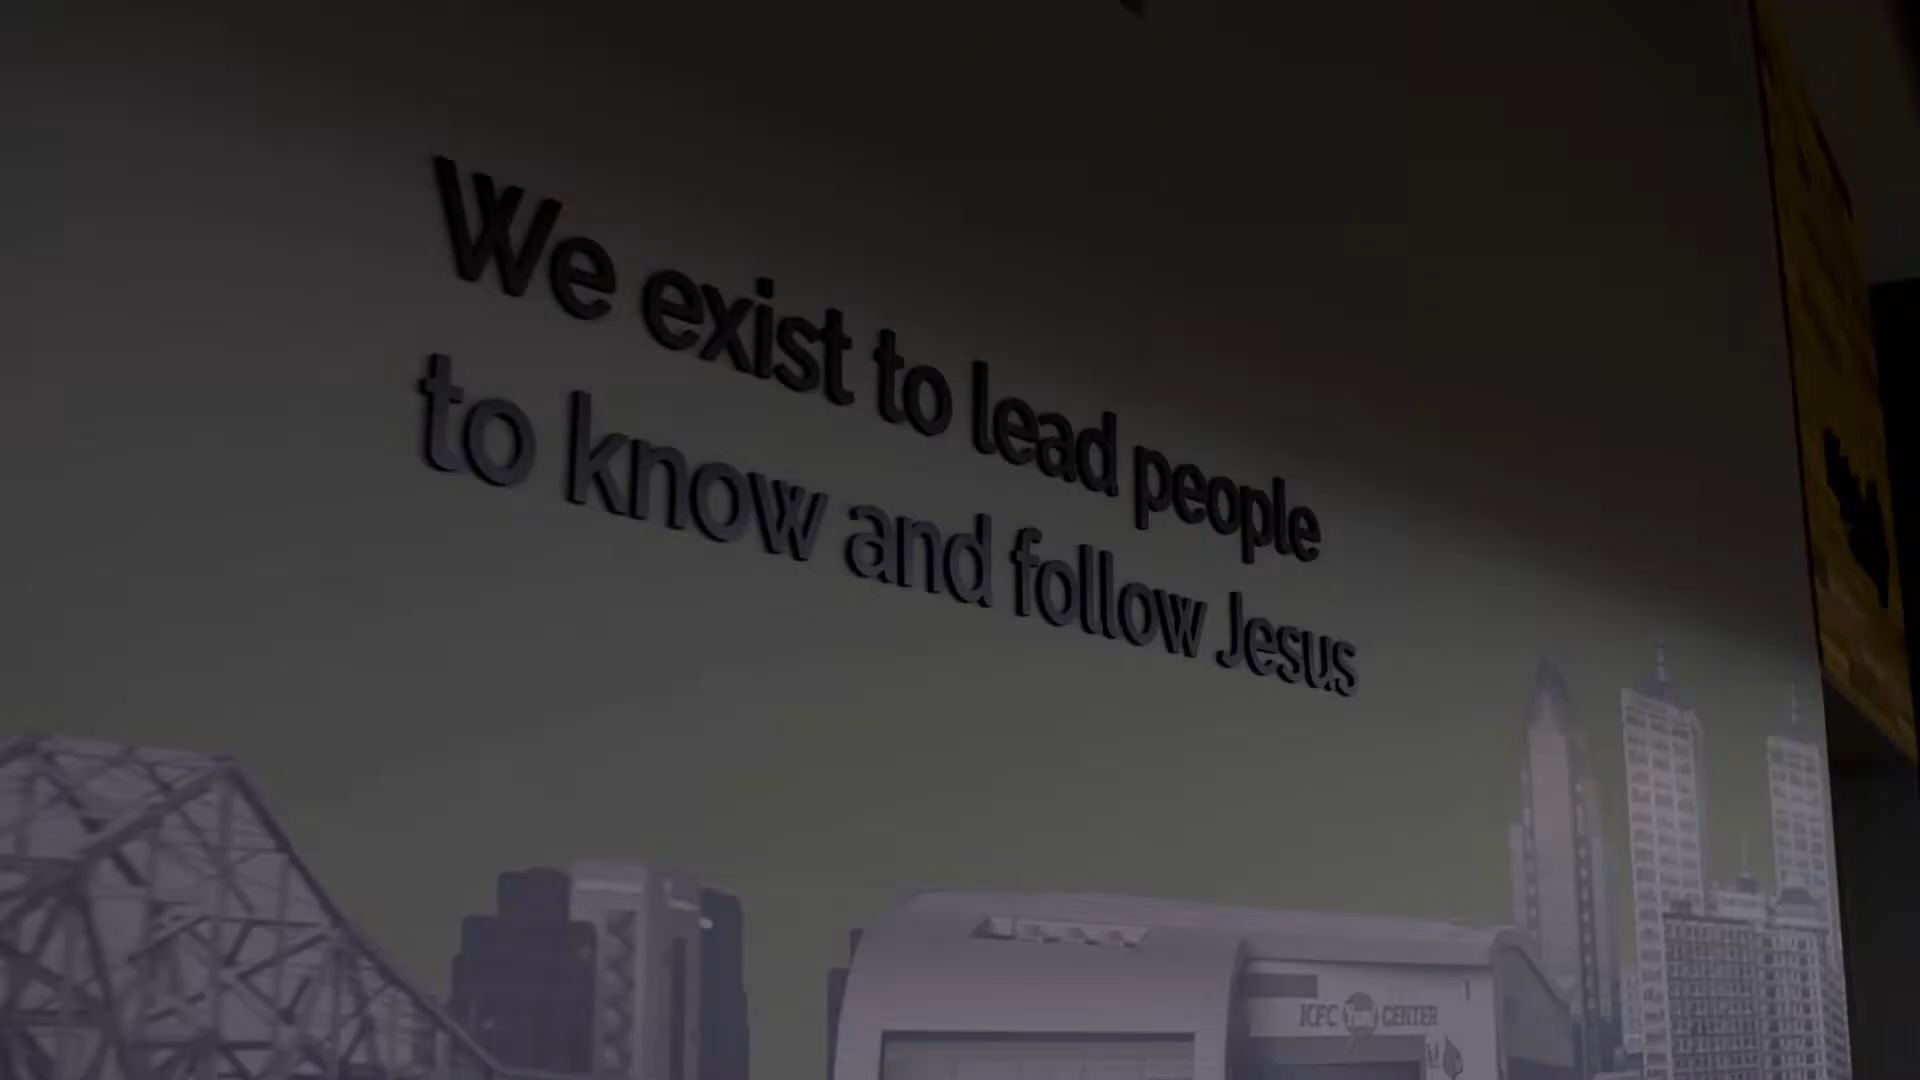 We exist to lead people
to know and follow Jesus
KFC Yum! CENTER